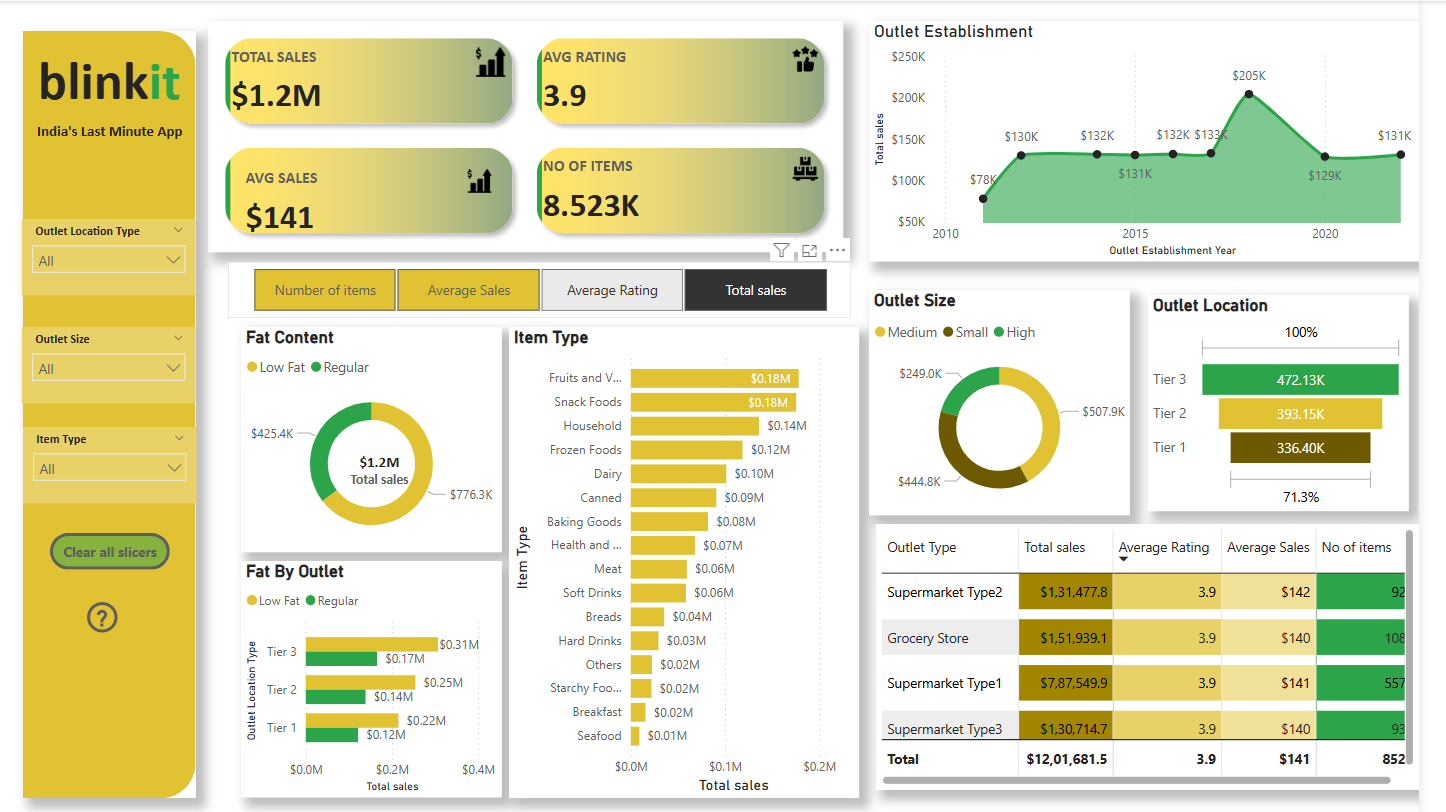 blinkit
India's Last Minute App
Outlet Location Type
All
Outlet Size
All
Item Type
All
Clear all slicers
?
TOTAL SALES
$1.2M
AVG RATING
3.9
AVG SALES
$141
NO OF ITEMS
8.523K
Number of items
Average Sales
Average Rating
Total sales
Fat Content
Low Fat Regular
$425.4K
$1.2M
Total sales
$776.3K
Fat By Outlet
Low Fat Regular
Outlet Location Type
Tier 3 $0.31M
$0.17M
Tier 2 $0.25M
$0.14M
Tier 1 $0.22M
$0.12M
$0.0M $0.2M $0.4M
Total sales
Item Type
Item Type
Fruits and V... $0.18M
Snack Foods $0.18M
Household $0.14M
Frozen Foods $0.12M
Dairy $0.10M
Canned $0.09M
Baking Goods $0.08M
Health and ... $0.07M
Meat $0.06M
Soft Drinks $0.06M
Breads $0.04M
Hard Drinks $0.03M
Others $0.02M
Starchy Foo... $0.02M
Breakfast $0.02M
Seafood $0.01M
$0.0M $0.1M $0.2M
Total sales
Outlet Establishment
Total sales
$250K
$200K
$150K
$100K
$50K
$78K
$130K
$132K
$131K
$132K
$133K
$205K
$129K
$131K
2010 2015 2020
Outlet Establishment Year
Outlet Size
Medium Small High
$249.0K
$507.9K
$444.8K
Outlet Location
100%
Tier 3 472.13K
Tier 2 393.15K
Tier 1 336.40K
71.3%
Outlet Type Total sales Average Rating Average Sales No of items
Supermarket Type2 $1,31,477.8 3.9 $142 92
Grocery Store $1,51,939.1 3.9 $140 108
Supermarket Type1 $7,87,549.9 3.9 $141 557
Supermarket Type3 $1,30,714.7 3.9 $140 93
Total $12,01,681.5 3.9 $141 852